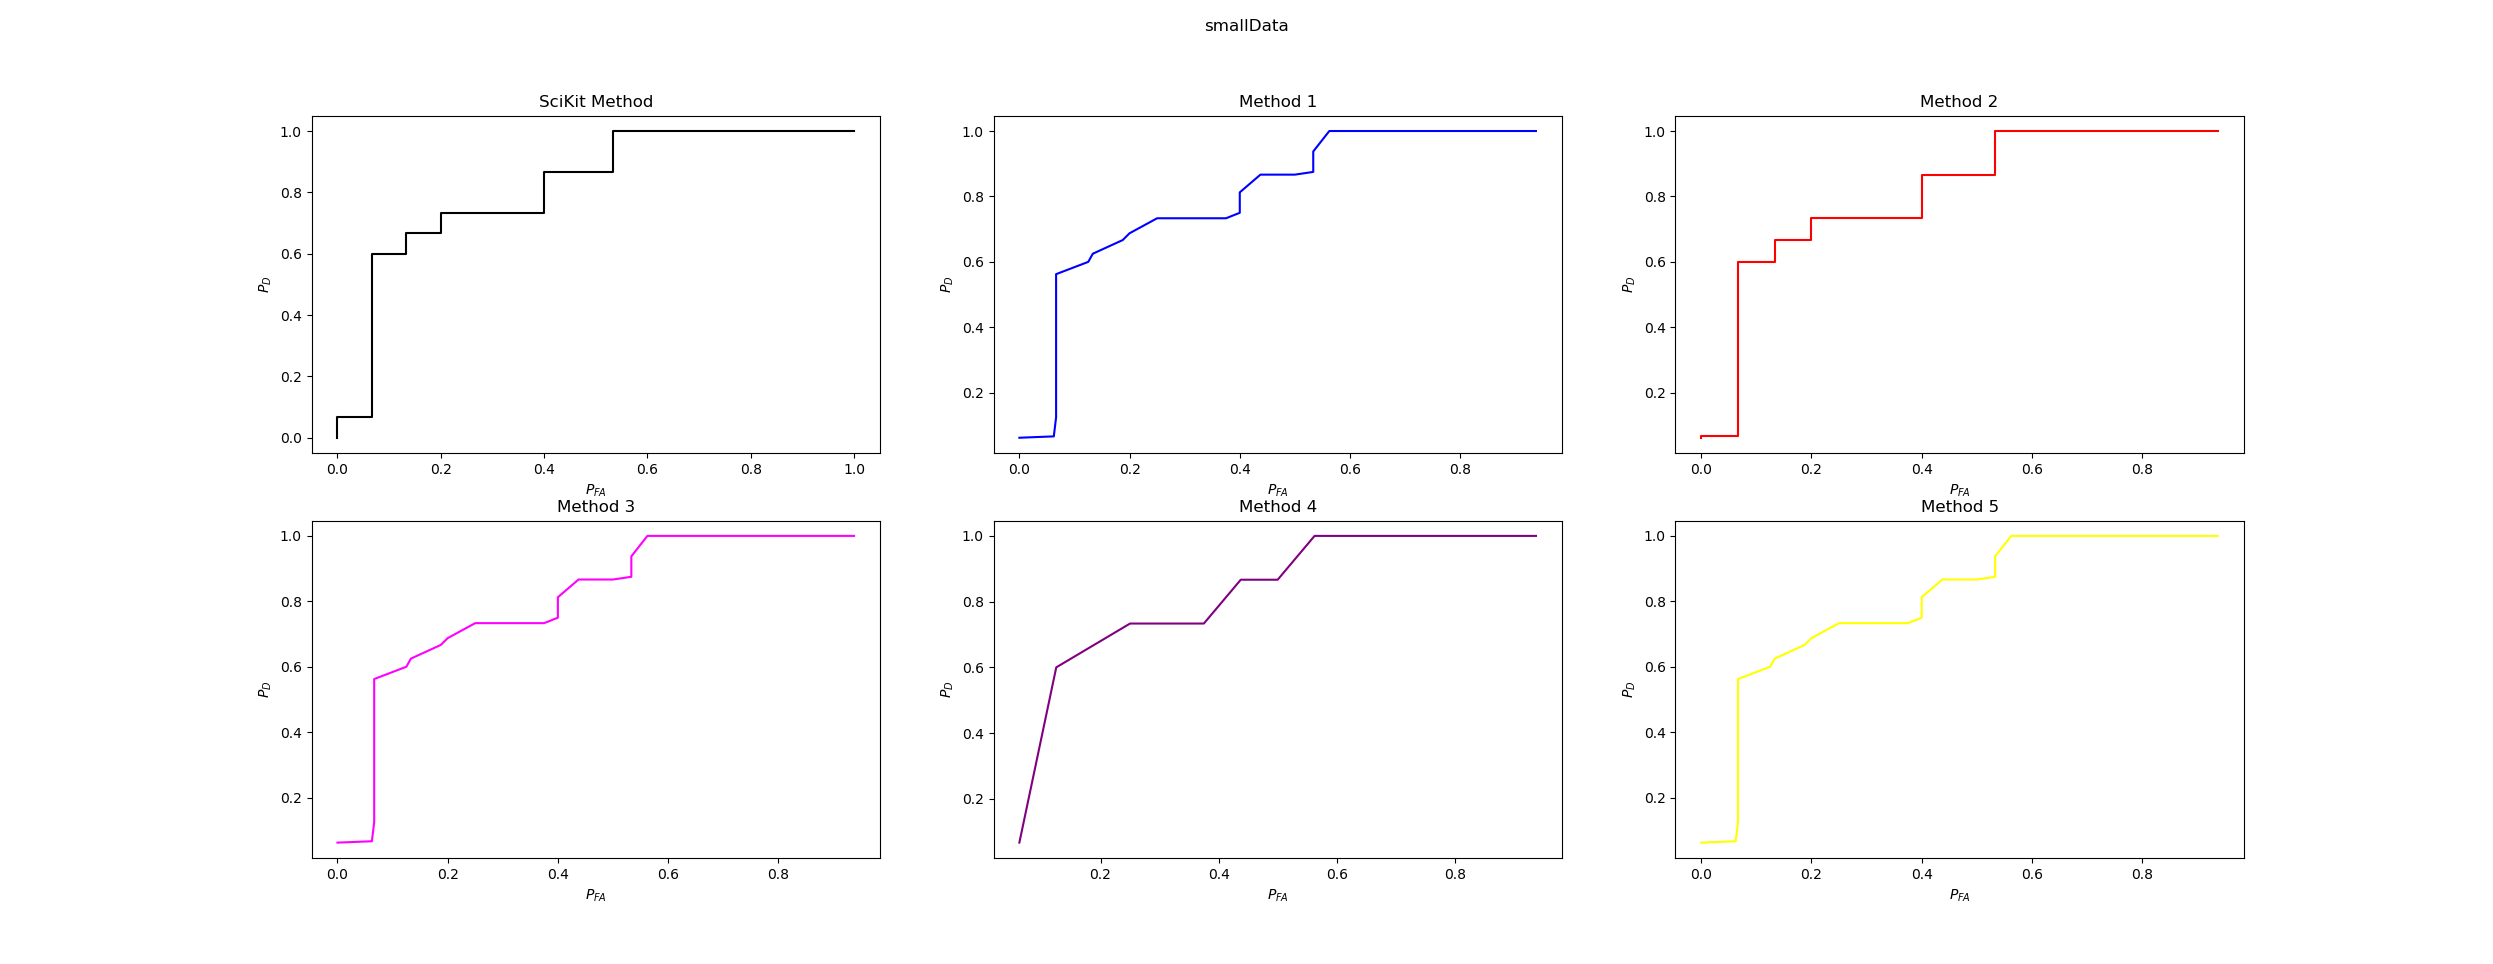 smallData
SciKit Method
1.0
0.8
0.6
0.4
0.2
0.0
P_D
0.0 0.2 0.4 0.6 0.8 1.0
P_FA
Method 1
1.0
0.8
0.6
0.4
0.2
P_D
0.0 0.2 0.4 0.6 0.8
P_FA
Method 2
1.0
0.8
0.6
0.4
0.2
P_D
0.0 0.2 0.4 0.6 0.8
P_FA
Method 3
1.0
0.8
0.6
0.4
0.2
P_D
0.0 0.2 0.4 0.6 0.8
P_FA
Method 4
1.0
0.8
0.6
0.4
0.2
P_D
0.2 0.4 0.6 0.8
P_FA
Method 5
1.0
0.8
0.6
0.4
0.2
P_D
0.0 0.2 0.4 0.6 0.8
P_FA